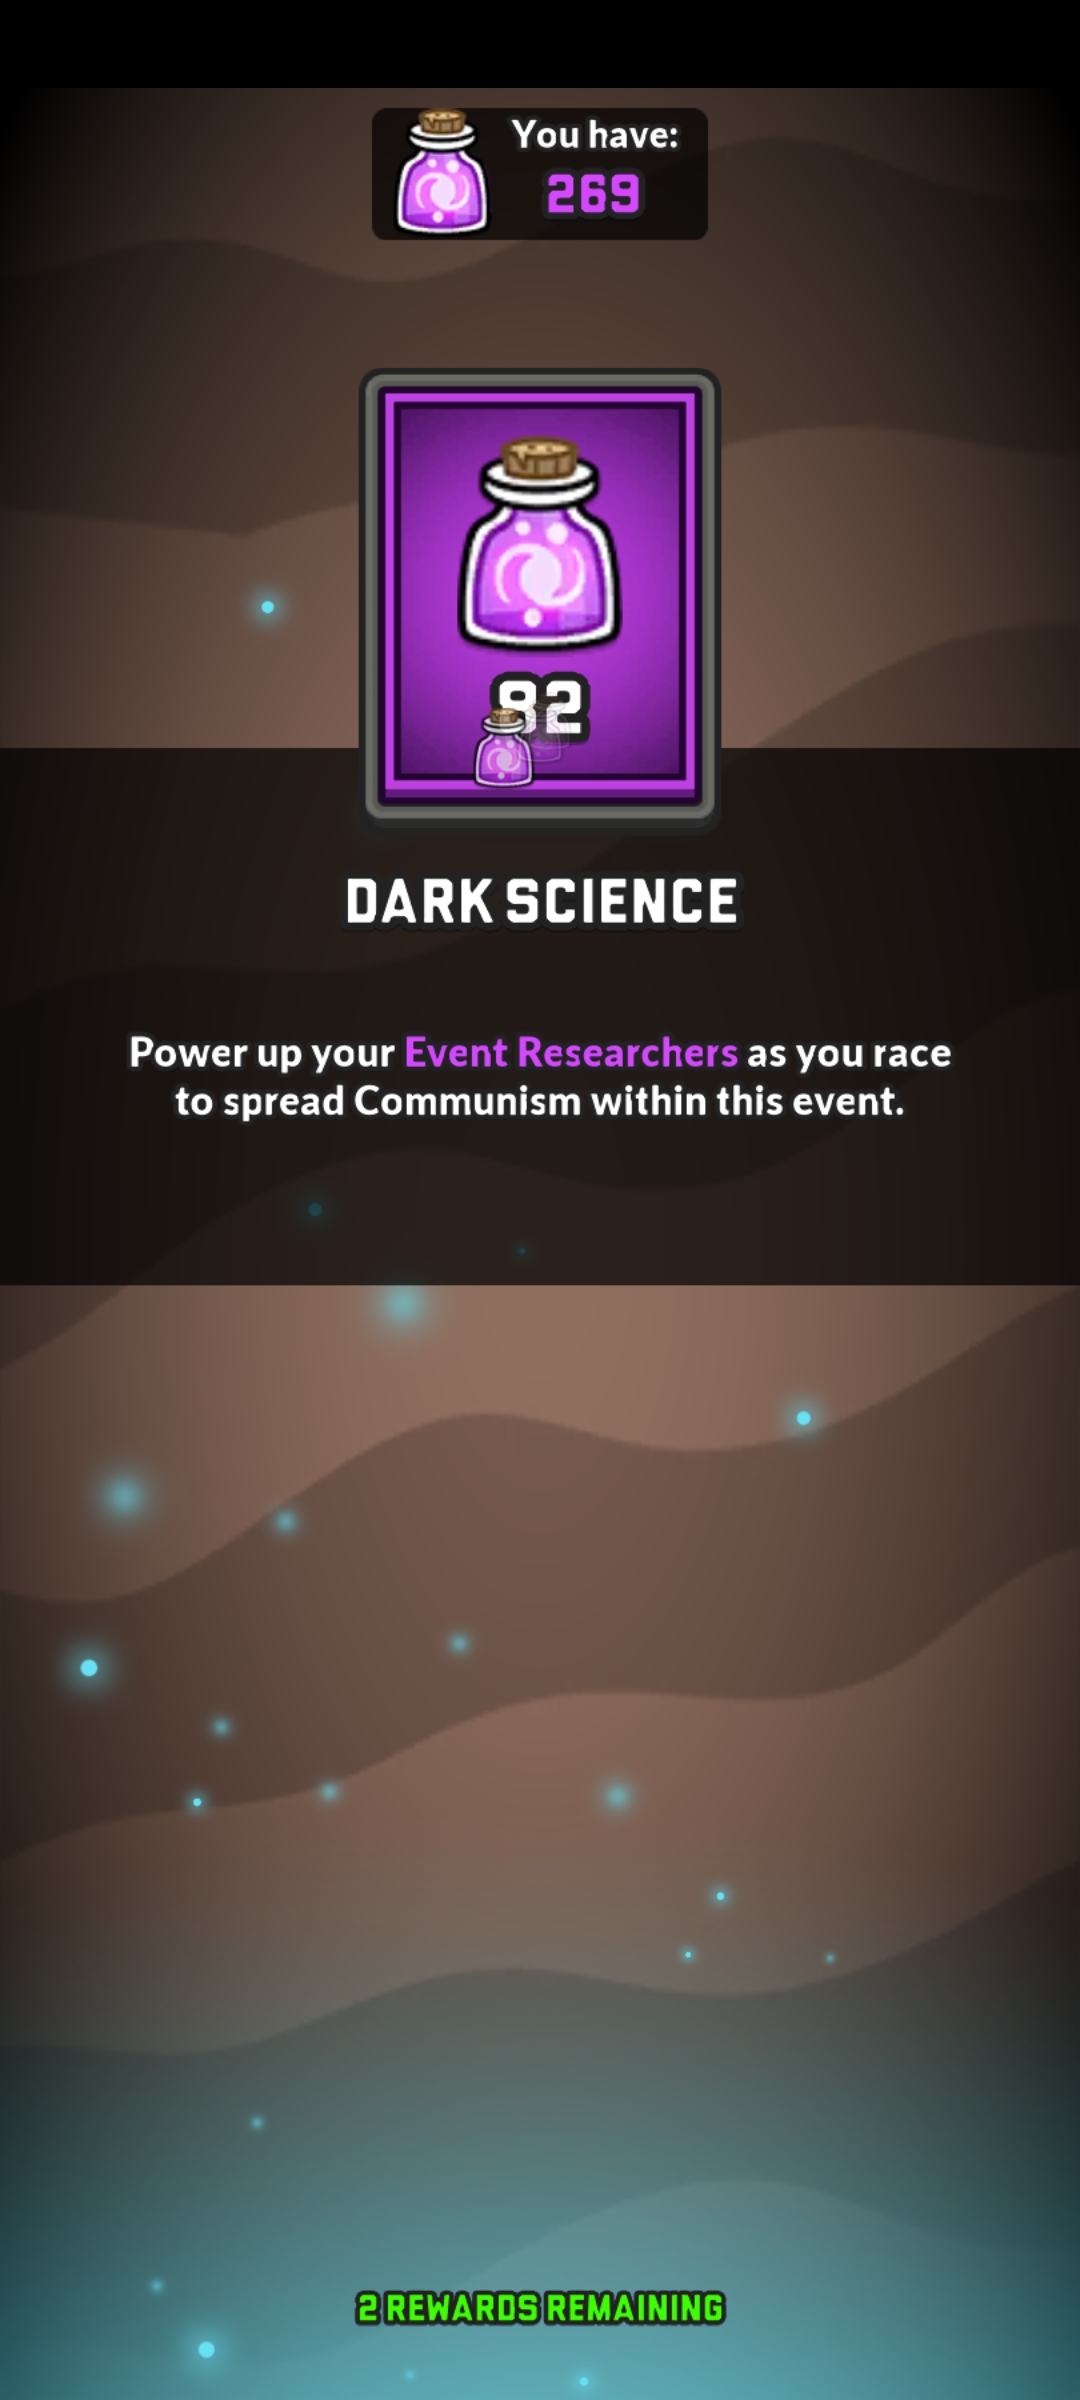 You have:
269
DARK SCIENCE
Power up your Event Researchers as you race
to spread Communism within this event.
2 REWARDS REMAINING